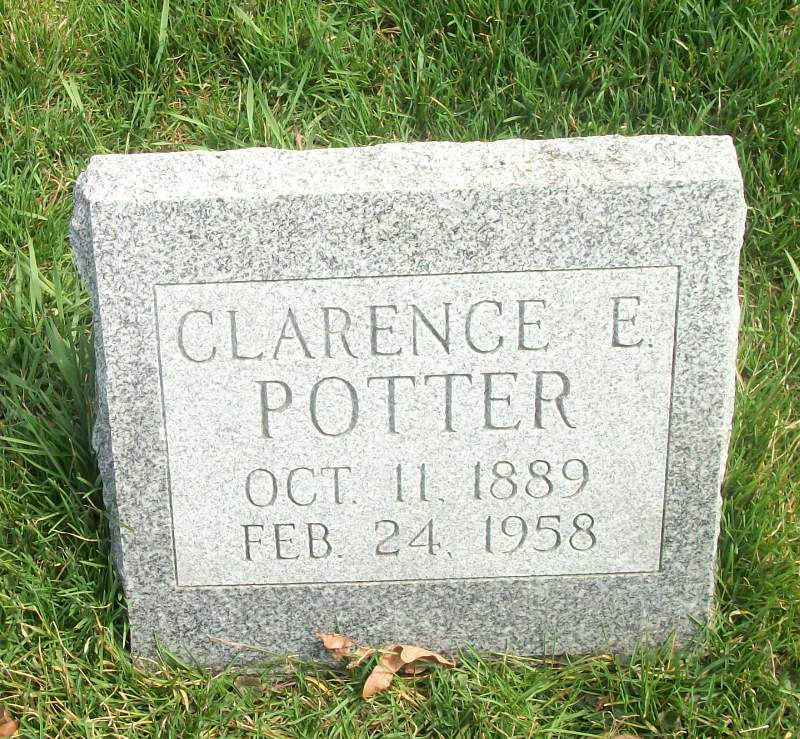 CLARENCE E.
POTTER
OCT. 11, 1889
FEB. 24, 1958